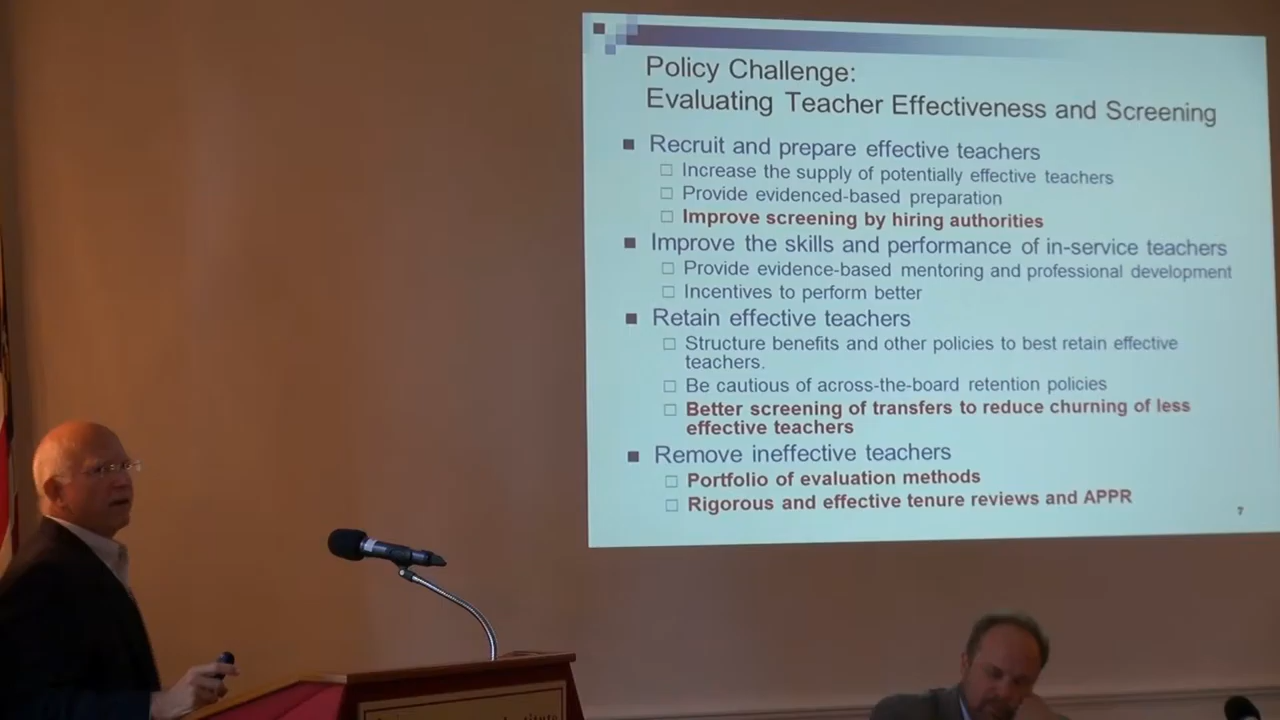 Policy Challenge:
Evaluating Teacher Effectiveness and Screening
Recruit and prepare effective teachers
Increase the supply of potentially effective teachers
Provide evidenced-based preparation
Improve screening by hiring authorities
Improve the skills and performance of in-service teachers
Provide evidence-based mentoring and professional development
Incentives to perform better
Retain effective teachers
Structure benefits and other policies to best retain effective
teachers.
Be cautious of across-the-board retention policies
Better screening of transfers to reduce churning of less
effective teachers
Remove ineffective teachers
Portfolio of evaluation methods
Rigorous and effective tenure reviews and APPR
7